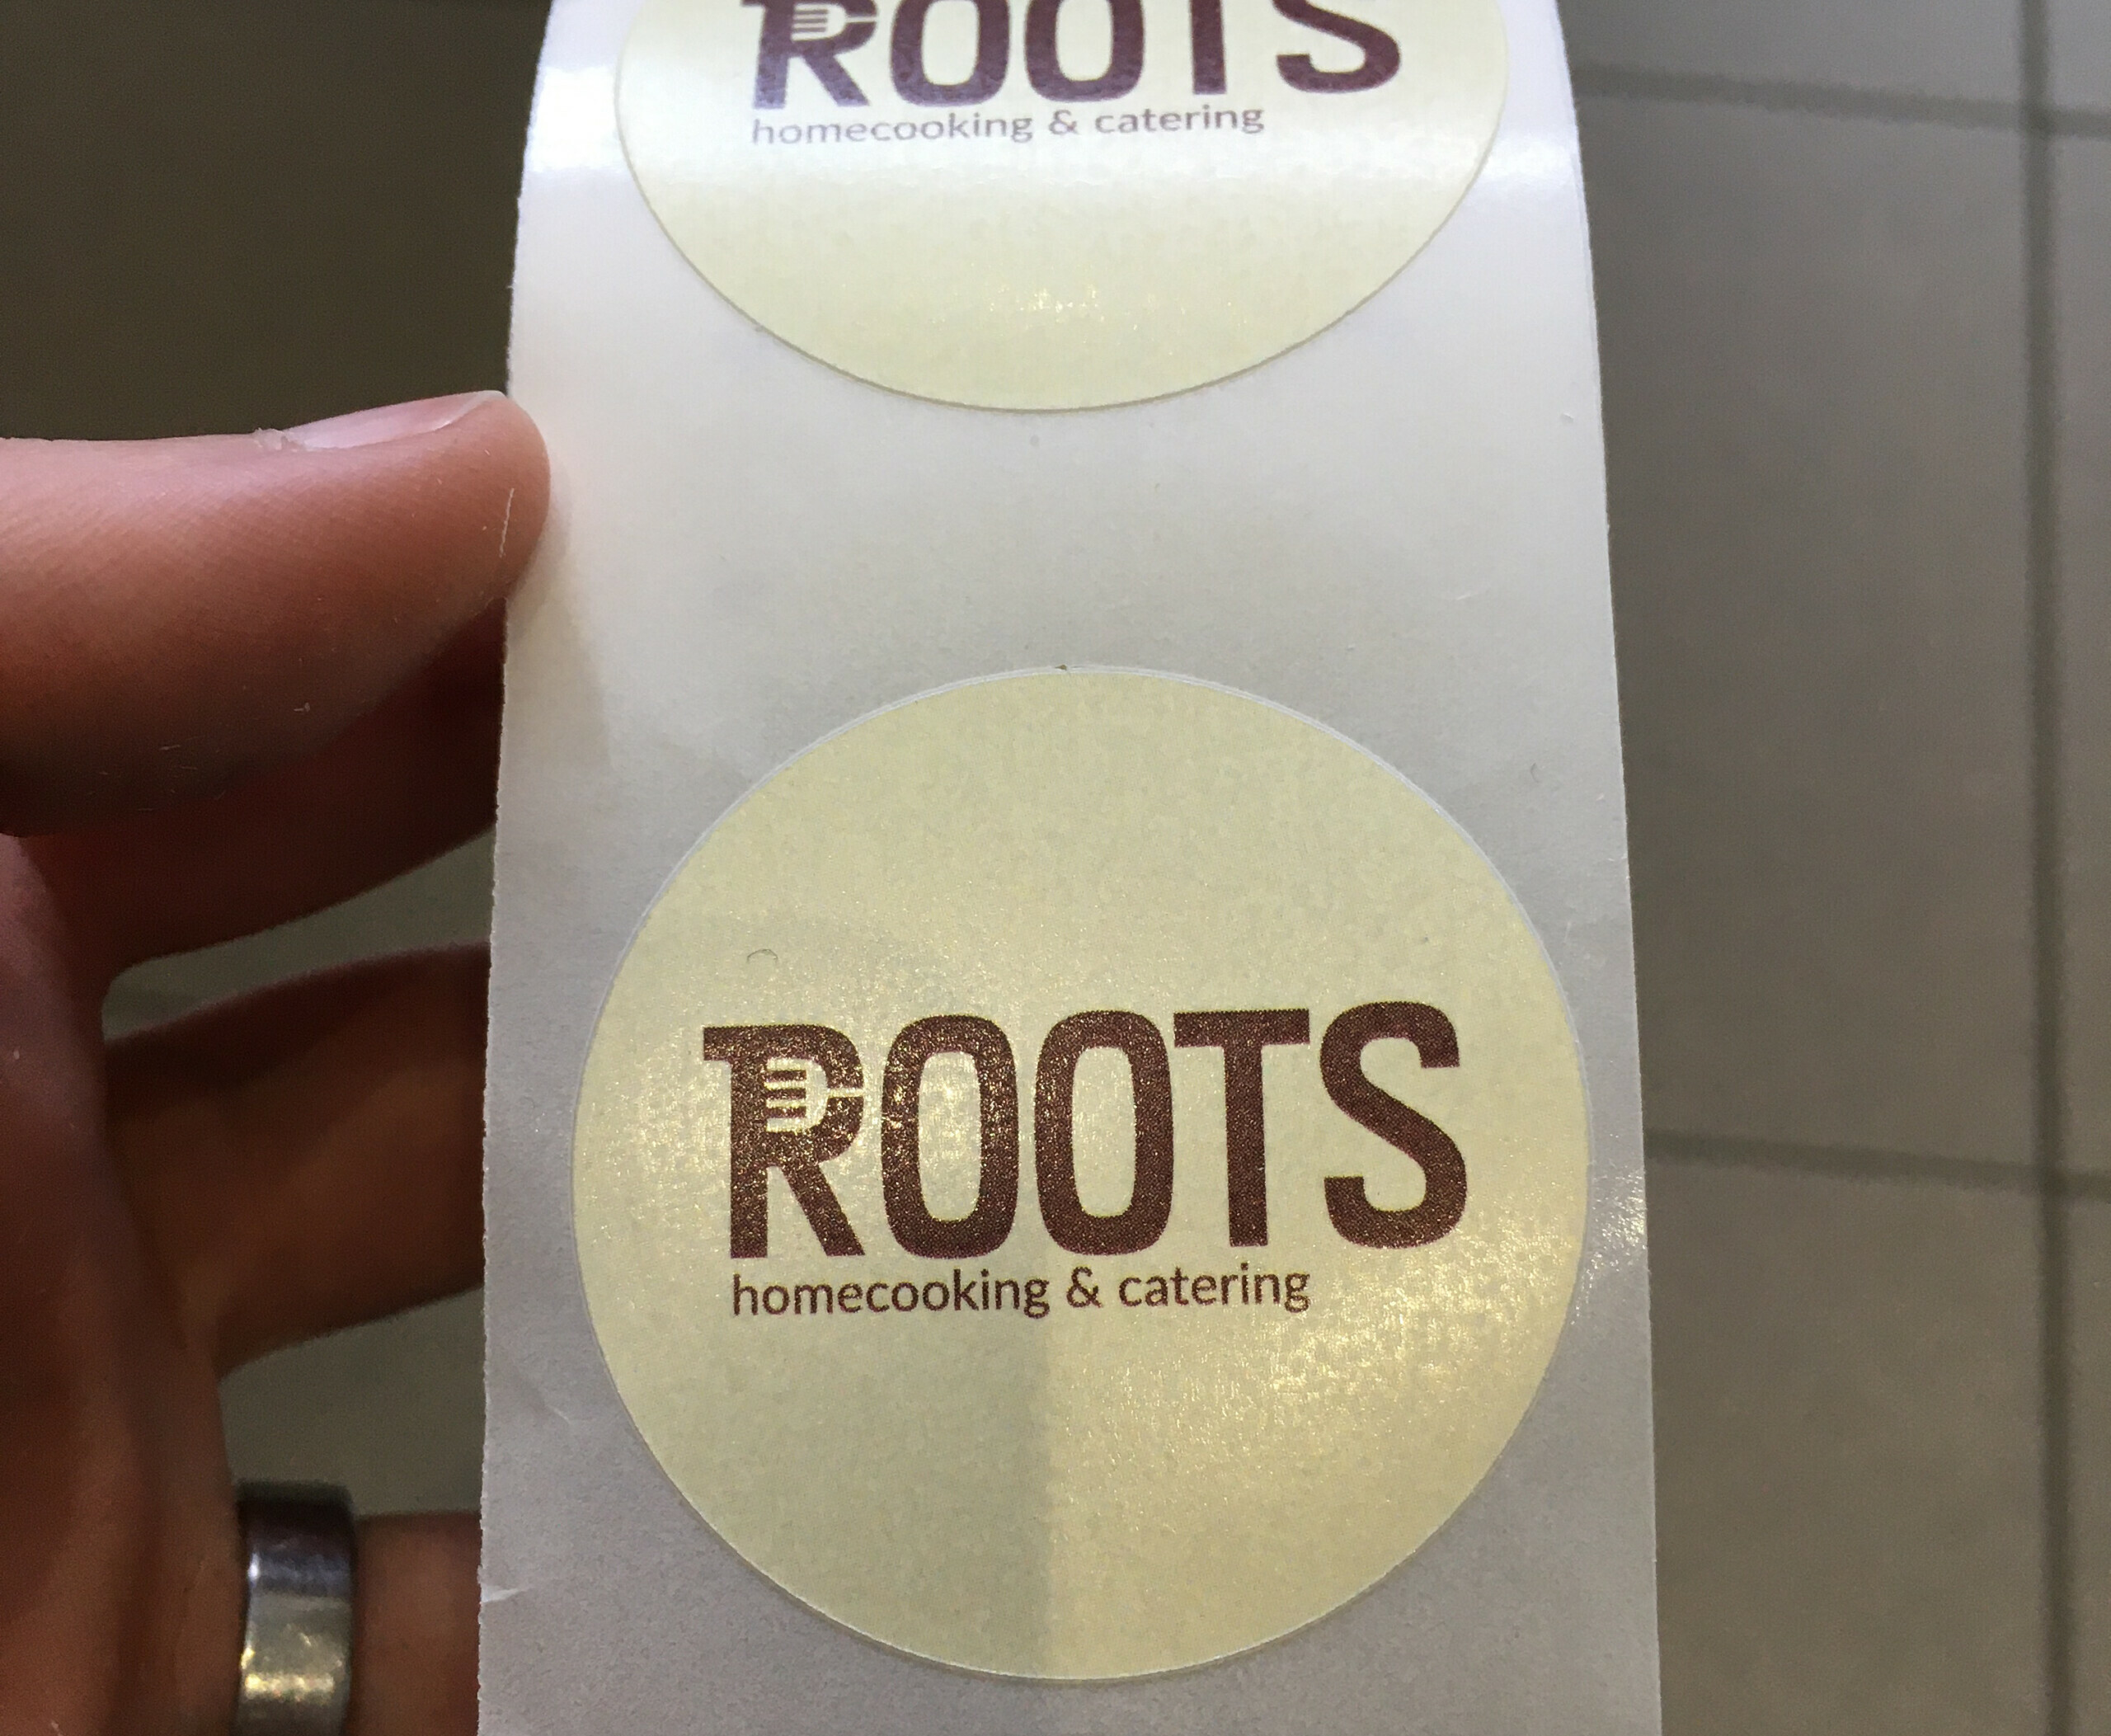 ROOTS
homecooking & catering
ROOTS
homecooking & catering